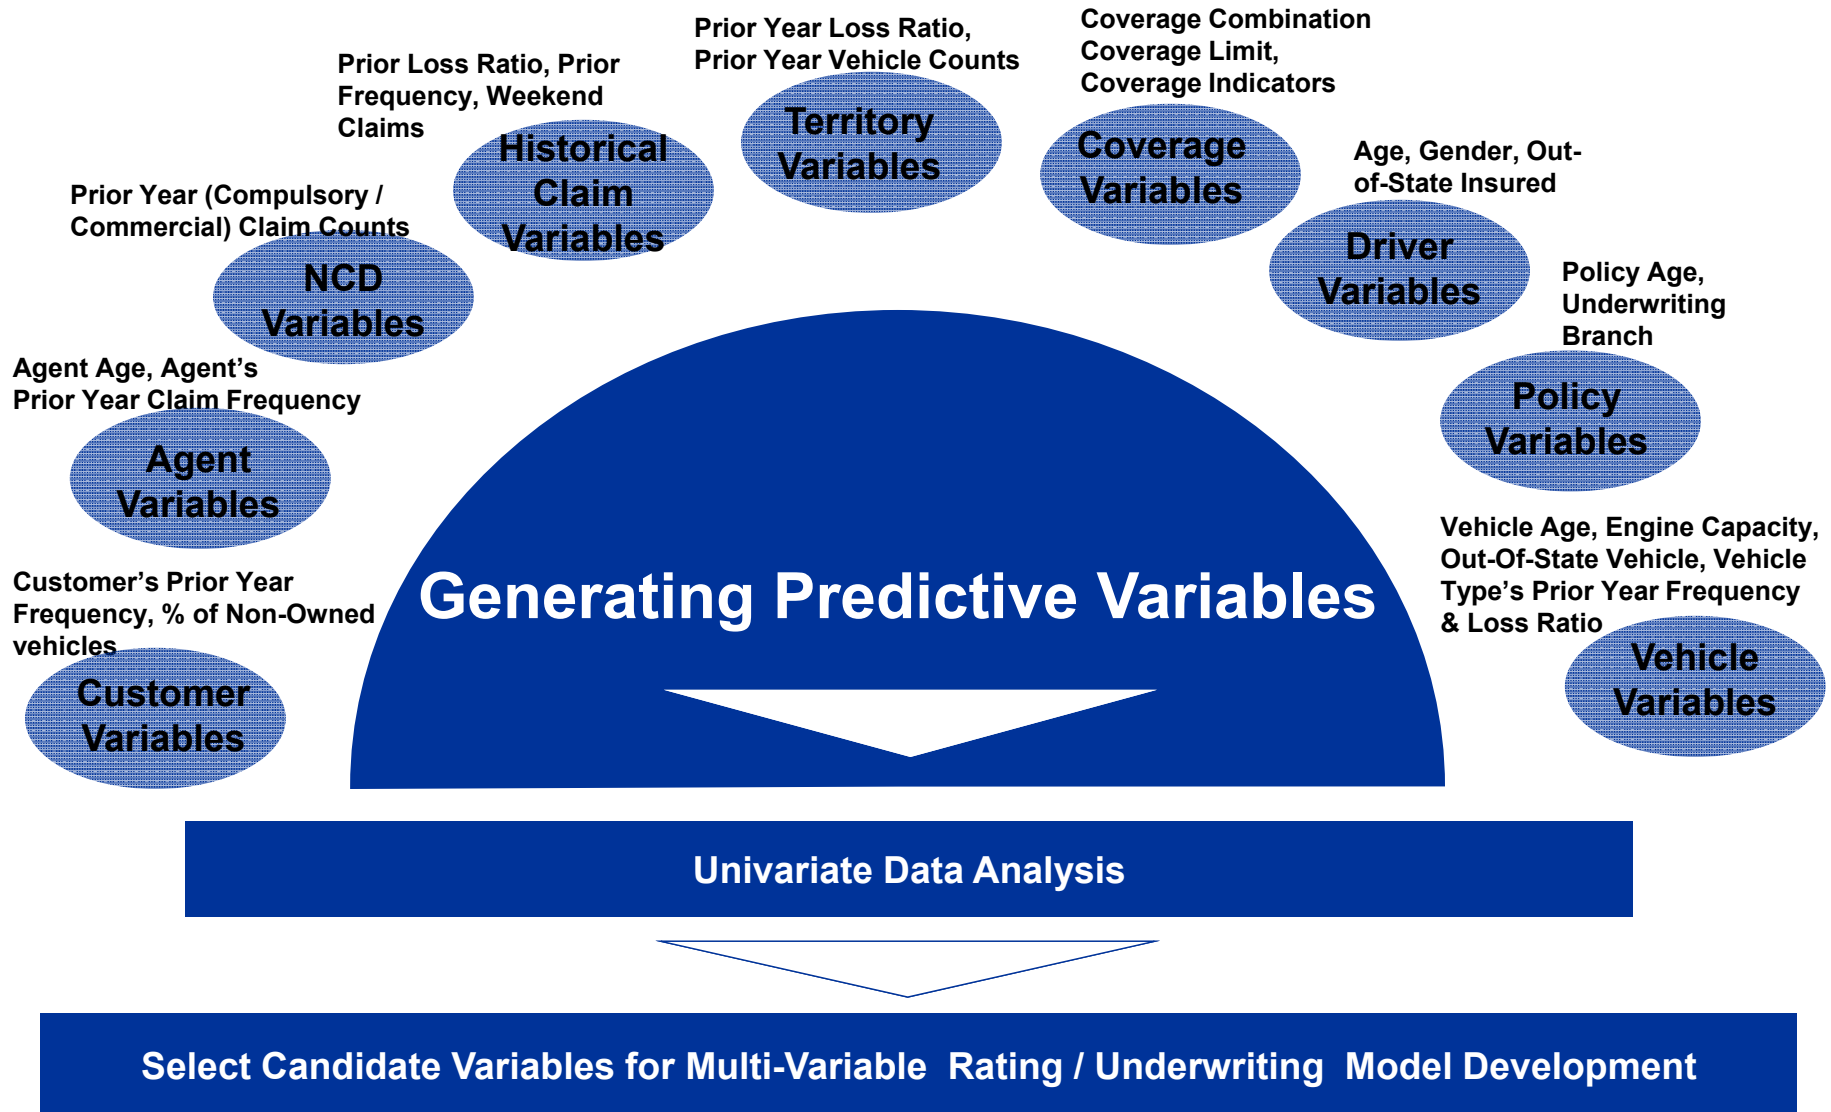 Coverage Combination
Coverage Limit,
Coverage Indicators
Prior Year Loss Ratio,
Prior Year Vehicle Counts
Prior Loss Ratio, Prior
Frequency, Weekend
Claims
Territory
Variables
Coverage
Variables
Historical
Claim
Variables
Age, Gender, Out-
of-State Insured
Prior Year (Compulsory /
Commercial) Claim Counts
Driver
Variables
NCD
Variables
Policy Age,
Underwriting
Branch
Agent Age, Agent’s
Prior Year Claim Frequency
Policy
Variables
Agent
Variables
Vehicle Age, Engine Capacity,
Out-Of-State Vehicle, Vehicle
Type’s Prior Year Frequency
& Loss Ratio
Customer’s Prior Year
Frequency, % of Non-Owned
vehicles
Generating Predictive Variables
Vehicle
Variables
Customer
Variables
Univariate Data Analysis
Select Candidate Variables for Multi-Variable Rating / Underwriting Model Development